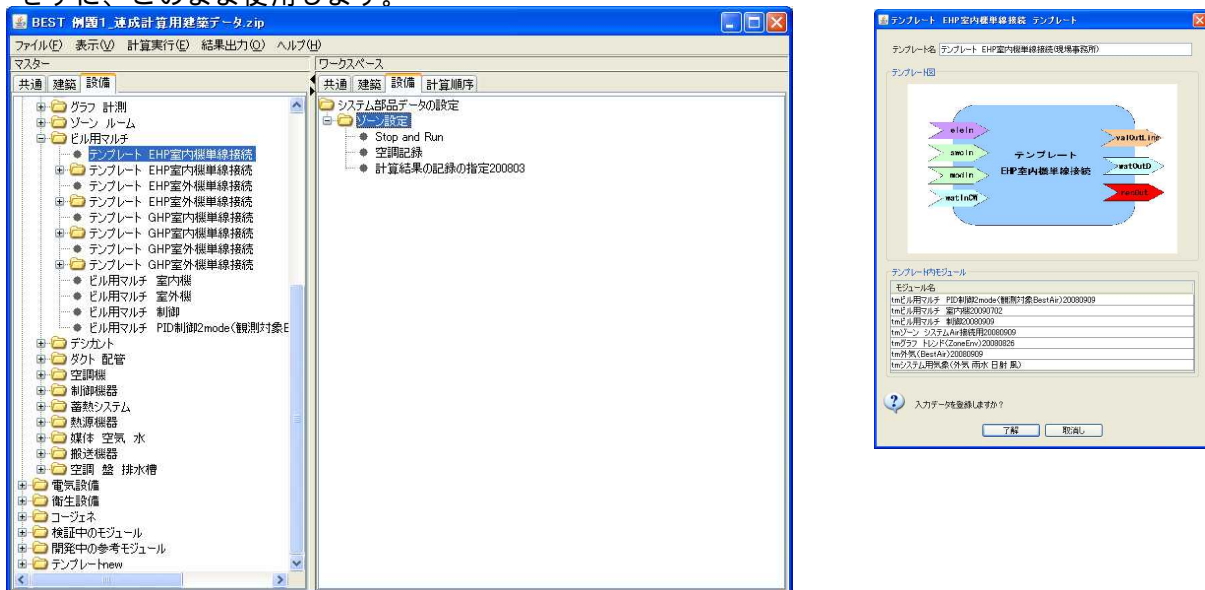 せずに、このまま使用します。
BEST 例題1_連成計算用建築データ.zip
ファイル(F) 表示(V) 計算実行(E) 結果出力(O) ヘルプ(H)
マスター
共通 建築 設備
グラフ 計測
ゾーン ルーム
ビル用マルチ
テンプレート EHP室内機単線接続
テンプレート EHP室内機単線接続
テンプレート EHP室外機単線接続
テンプレート EHP室外機単線接続
テンプレート GHP室内機単線接続
テンプレート GHP室内機単線接続
テンプレート GHP室外機単線接続
テンプレート GHP室外機単線接続
ビル用マルチ 室内機
ビル用マルチ 室外機
ビル用マルチ 制御
ビル用マルチ PID制御2mode(観測対象E
デシカント
ダクト 配管
空調機
制御機器
蓄熱システム
熱源機器
媒体 空気 水
搬送機器
空調 盤 排水槽
電気設備
衛生設備
コージェネ
検証中のモジュール
開発中の参考モジュール
テンプレートnew
ワークスペース
共通 建築 設備 計算順序
システム部品データの設定
ゾーン設定
Stop and Run
空調記録
計算結果の記録の指定200803
テンプレート EHP室内機単線接続 テンプレート
テンプレート名 テンプレート EHP室内機単線接続(現場事務所)
テンプレート図
eleIn
swcIn
modIn
watInCW
テンプレート
EHP室内機単線接続
valOutLine
watOutD
テンプレート内モジュール
モジュール名
tmビル用マルチ PID制御2mode(観測対象BestAir)20080909
tmビル用マルチ 室内機20090702
tmビル用マルチ 制御20080909
tmゾーン システムAir接続用20080909
tmグラフ トレンド(ZoneEnv)20080826
tm外気(BestAir)20080909
tmシステム用気象(外気 雨水 日射 風)
入力データを登録しますか?
了解 取消し